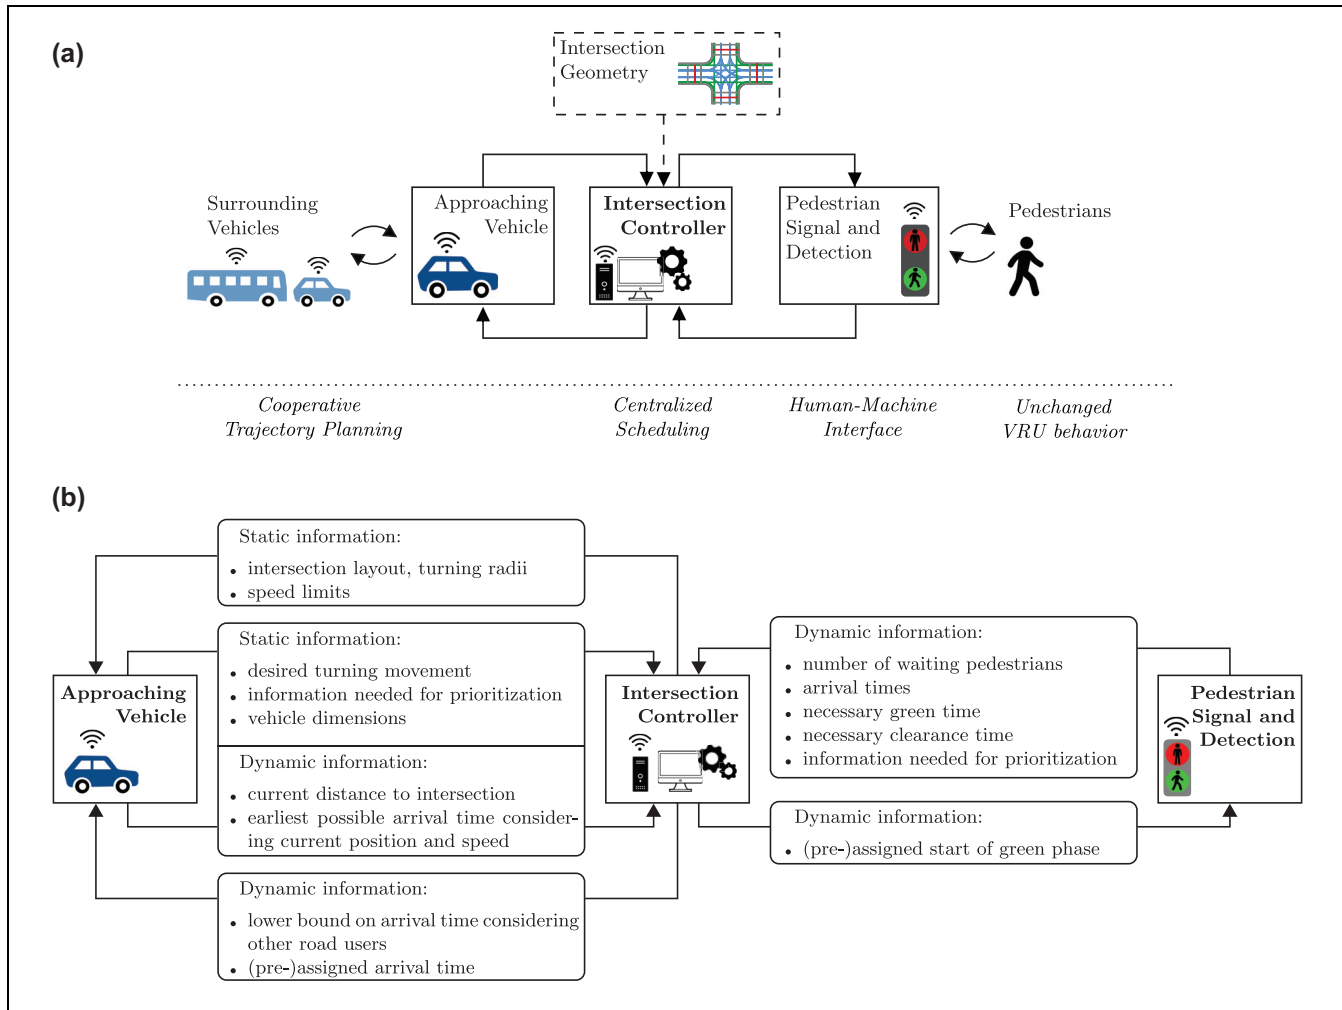 (a)
Intersection
Geometry
Surrounding
Vehicles
Approaching
Vehicle
Intersection
Controller
Pedestrian
Signal and
Detection
Pedestrians
Cooperative
Trajectory Planning
Centralized
Scheduling
Human-Machine
Interface
Unchanged
VRU behavior
(b)
Static information:
• intersection layout, turning radii
• speed limits
Static information:
• desired turning movement
• information needed for prioritization
• vehicle dimensions
Dynamic information:
• current distance to intersection
• earliest possible arrival time consider-
ing current position and speed
Dynamic information:
• lower bound on arrival time considering
other road users
• (pre-)assigned arrival time
Approaching
Vehicle
Intersection
Controller
Dynamic information:
• number of waiting pedestrians
• arrival times
• necessary green time
• necessary clearance time
• information needed for prioritization
Dynamic information:
• (pre-)assigned start of green phase
Pedestrian
Signal and
Detection